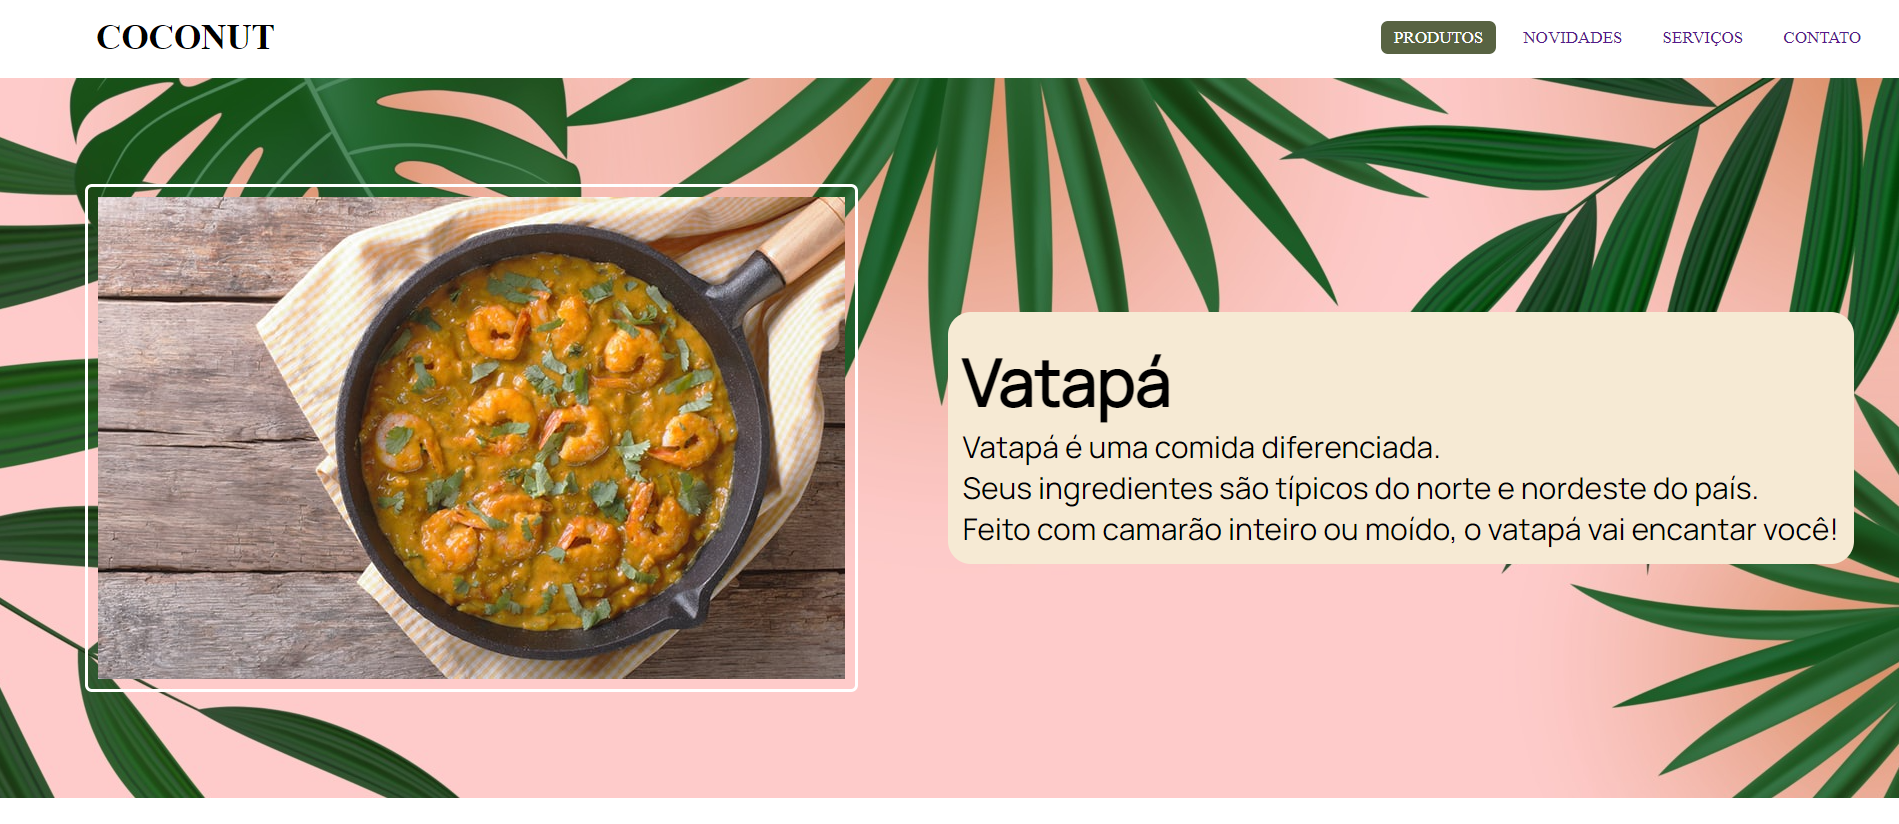 COCONUT
PRODUTOS NOVIDADES SERVIÇOS CONTATO
Vatapá
Vatapá é uma comida diferenciada.
Seus ingredientes são típicos do norte e nordeste do país.
Feito com camarão inteiro ou moído, o vatapá vai encantar você!